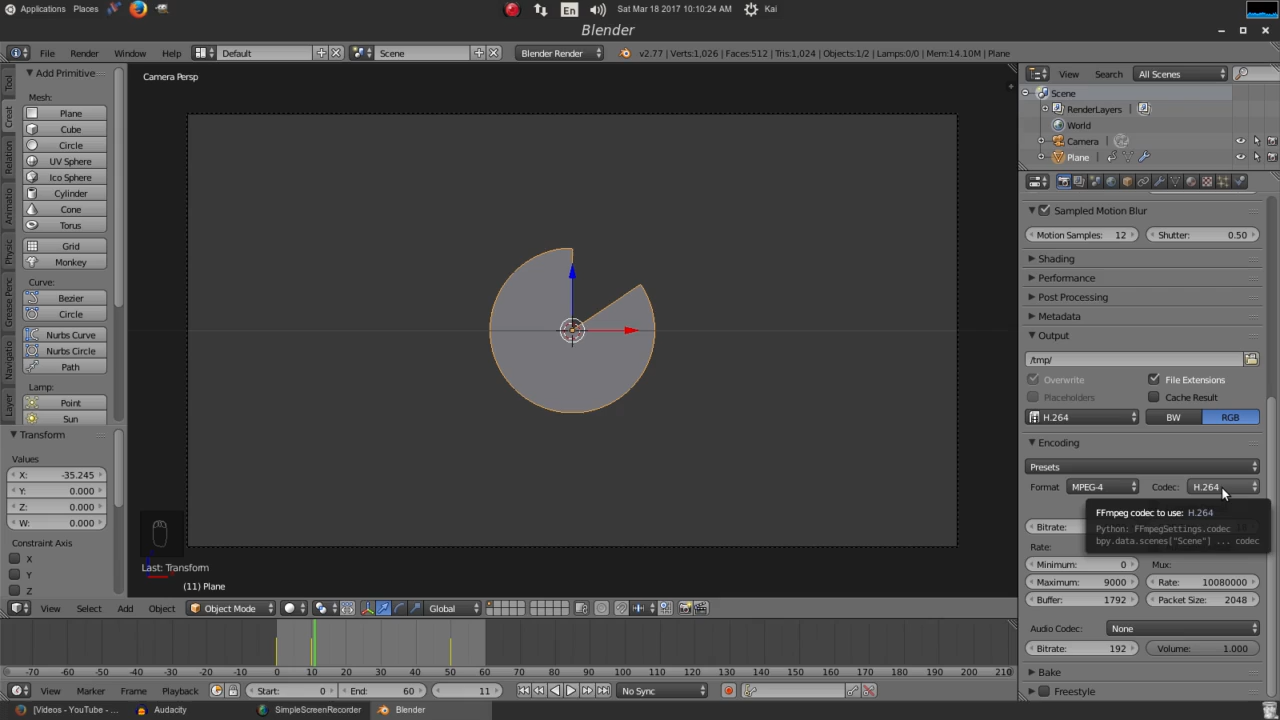 Applications Places En Sat Mar 18 2017 10:10:24 AM Kai
Blender
File Render Window Help Default Scene Blender Render v2.77 | Verts:1,026 | Faces:512 | Tris:1,024 | Objects:1/2 | Lamps:0/0 | Mem:14.10M | Plane
Add Primitive
Mesh:
Plane
Cube
Circle
UV Sphere
Ico Sphere
Cylinder
Cone
Torus
Grid
Monkey
Curve:
Bezier
Circle
Nurbs Curve
Nurbs Circle
Path
Lamp:
Point
Sun
Tool
Creat
Relation
Animatio
Physic
Grease Penc
Navigatio
Layer
Transform
Values
X: -35.245
Y: 0.000
Z: 0.000
W: 0.000
Constraint Axis
X
Y
Z
Camera Persp
Last: Transform
(11) Plane
View Select Add Object Object Mode Global
View Search All Scenes
Scene
RenderLayers
World
Camera
Plane
Sampled Motion Blur
Motion Samples: 12 Shutter: 0.50
Shading
Performance
Post Processing
Metadata
Output
/tmp/
Overwrite File Extensions
Placeholders Cache Result
H.264 BW RGB
Encoding
Presets
Format MPEG-4 Codec: H.264
FFmpeg codec to use: H.264
Python: FFmpegSettings.codec
bpy.data.scenes["Scene"] ... codec
Bitrate:
Rate:
Minimum: 0 Mux:
Maximum: 9000 Rate: 10080000
Buffer: 1792 Packet Size: 2048
Audio Codec: None
Bitrate: 192 Volume: 1.000
Bake
Freestyle
-70 -60 -50 -40 -30 -20 -10 0 10 20 30 40 50 60 70 80 90 100 110 120 130 140 150 160 170 180 190 200 210
View Marker Frame Playback Start: 0 End: 60 11 No Sync
[Videos - YouTube - ... Audacity SimpleScreenRecorder Blender